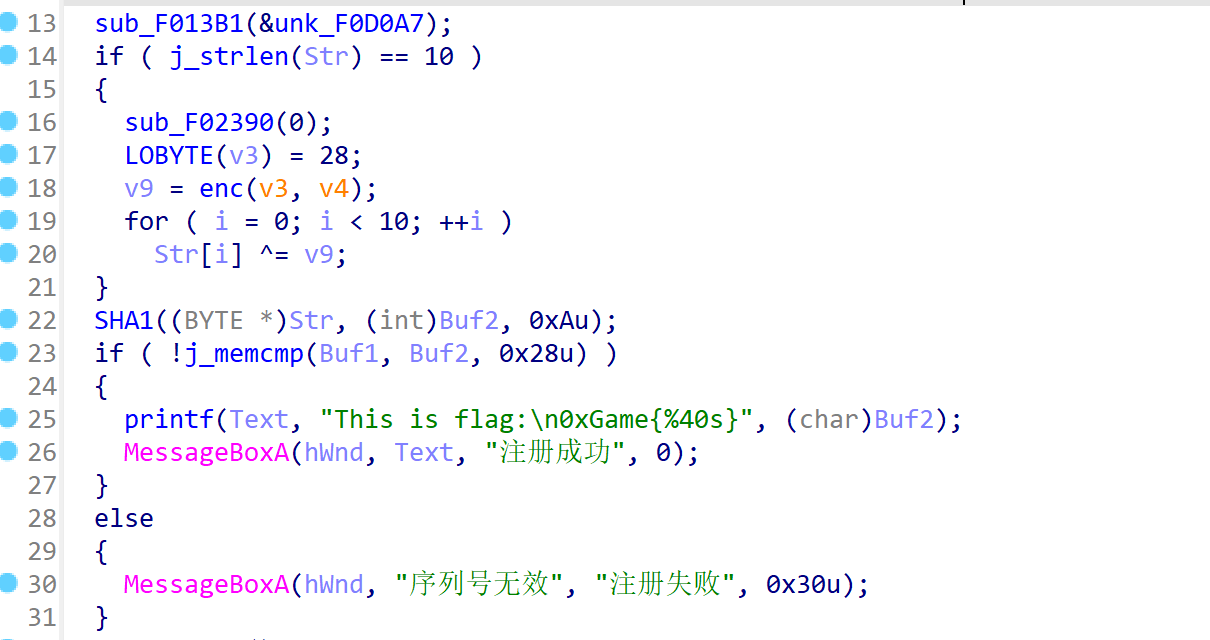 13 sub_F013B1(&unk_F0D0A7);
14 if ( j_strlen(Str) == 10 )
15 {
16 sub_F02390(0);
17 LOBYTE(v3) = 28;
18 v9 = enc(v3, v4);
19 for ( i = 0; i < 10; ++i )
20 Str[i] ^= v9;
21 }
22 SHA1((BYTE *)Str, (int)Buf2, 0xAu);
23 if ( !j_memcmp(Buf1, Buf2, 0x28u) )
24 {
25 printf(Text, "This is flag:\n0xGame{%40s}", (char)Buf2);
26 MessageBoxA(hWnd, Text, "注册成功", 0);
27 }
28 else
29 {
30 MessageBoxA(hWnd, "序列号无效", "注册失败", 0x30u);
31 }